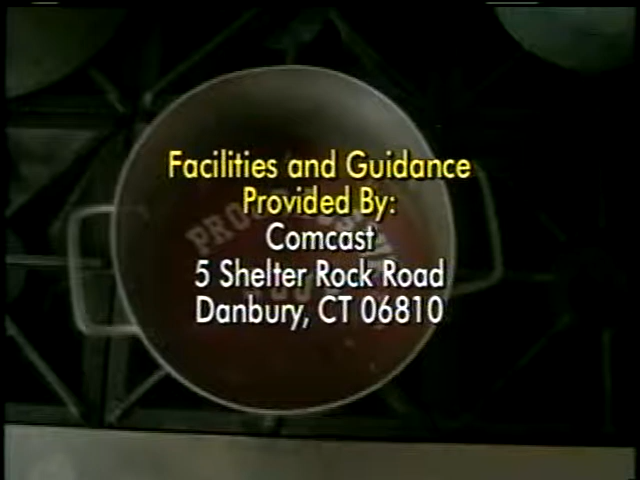 Facilities and Guidance
Provided By:
Comcast
5 Shelter Rock Road
Danbury, CT 06810